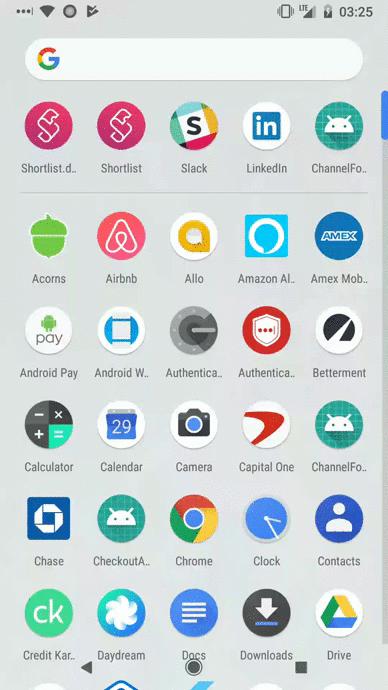 LTE 03:25
G
Shortlist.d.. Shortlist Slack LinkedIn ChannelFo..
S in
Acorns Airbnb Allo Amazon Al.. Amex Mob..
AMEX
pay
Android Pay Android W.. Authentica.. Authentica.. Betterment
29
Calculator Calendar Camera Capital One ChannelFo..
Chase CheckoutA.. Chrome Clock Contacts
ck
Credit Kar.. Daydream Docs Downloads Drive